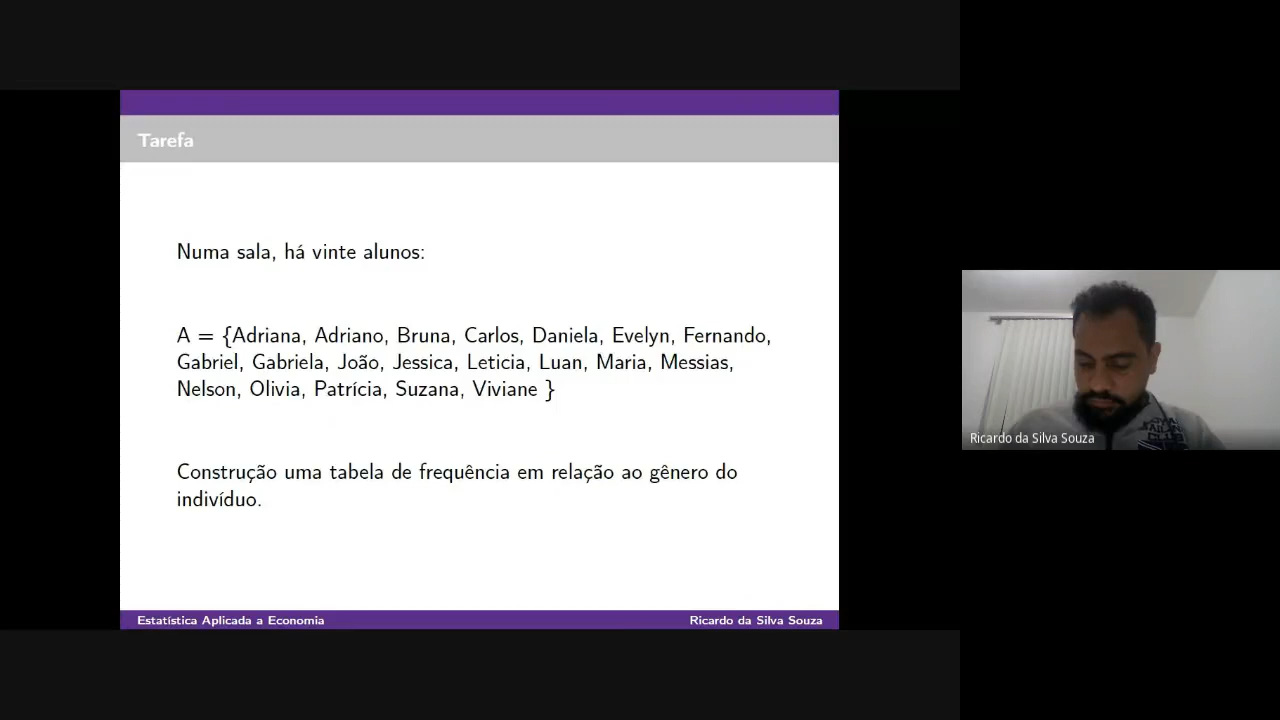 Tarefa
Numa sala, há vinte alunos:
A = {Adriana, Adriano, Bruna, Carlos, Daniela, Evelyn, Fernando,
Gabriel, Gabriela, João, Jessica, Leticia, Luan, Maria, Messias,
Nelson, Olivia, Patrícia, Suzana, Viviane }
Construção uma tabela de frequência em relação ao gênero do
indivíduo.
Estatística Aplicada a Economia
Ricardo da Silva Souza
Ricardo da Silva Souza